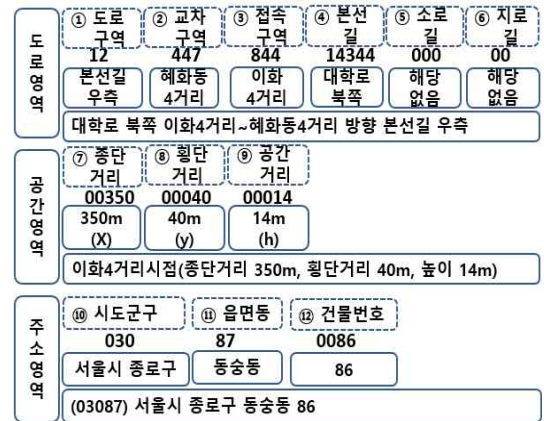 도로영역
① 도로구역
② 교차구역
③ 접속구역
④ 본선길
⑤ 소로길
⑥ 지로길
12
447
844
14344
000
00
본선길 우측
혜화동 4거리
이화 4거리
대학로 북쪽
해당 없음
해당 없음
대학로 북쪽 이화4거리~혜화동4거리 방향 본선길 우측
공간영역
⑦ 종단거리
⑧ 횡단거리
⑨ 공간거리
00350
00040
00014
350m (X)
40m (y)
14m (h)
이화4거리시점(종단거리 350m, 횡단거리 40m, 높이 14m)
주소영역
⑩ 시도군구
⑪ 읍면동
⑫ 건물번호
030
87
0086
서울시 종로구
동숭동
86
(03087) 서울시 종로구 동숭동 86